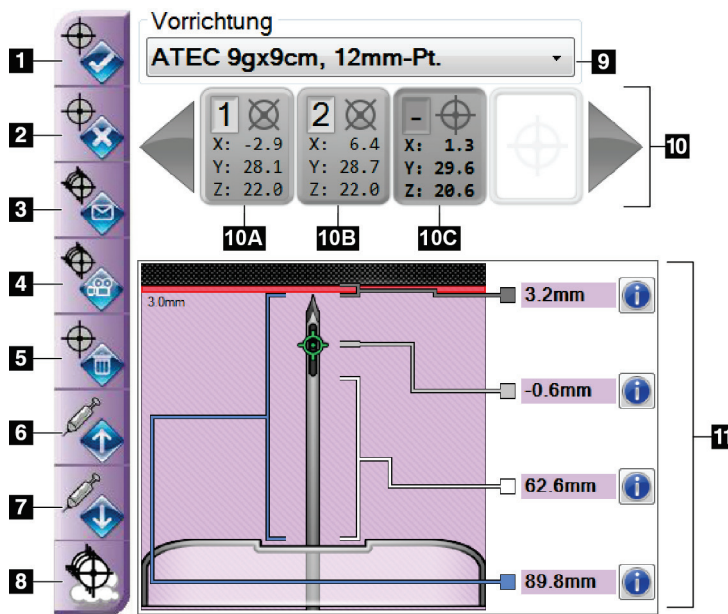 Vorrichtung
ATEC 9gx9cm, 12mm-Pt.
9
1
2
3
4
5
6
7
8
1
X: -2.9
Y: 28.1
Z: 22.0
2
X: 6.4
Y: 28.7
Z: 22.0
-
X: 1.3
Y: 29.6
Z: 20.6
10
10A
10B
10C
3.0mm
3.2mm
i
-0.6mm
i
62.6mm
i
89.8mm
i
11